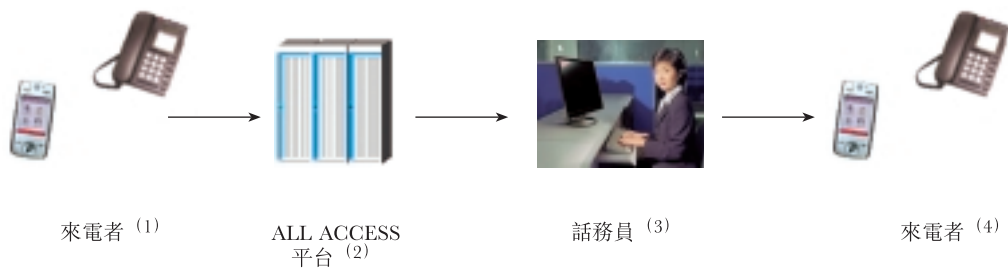 來電者 (1)
ALL ACCESS
平台 (2)
話務員 (3)
來電者 (4)